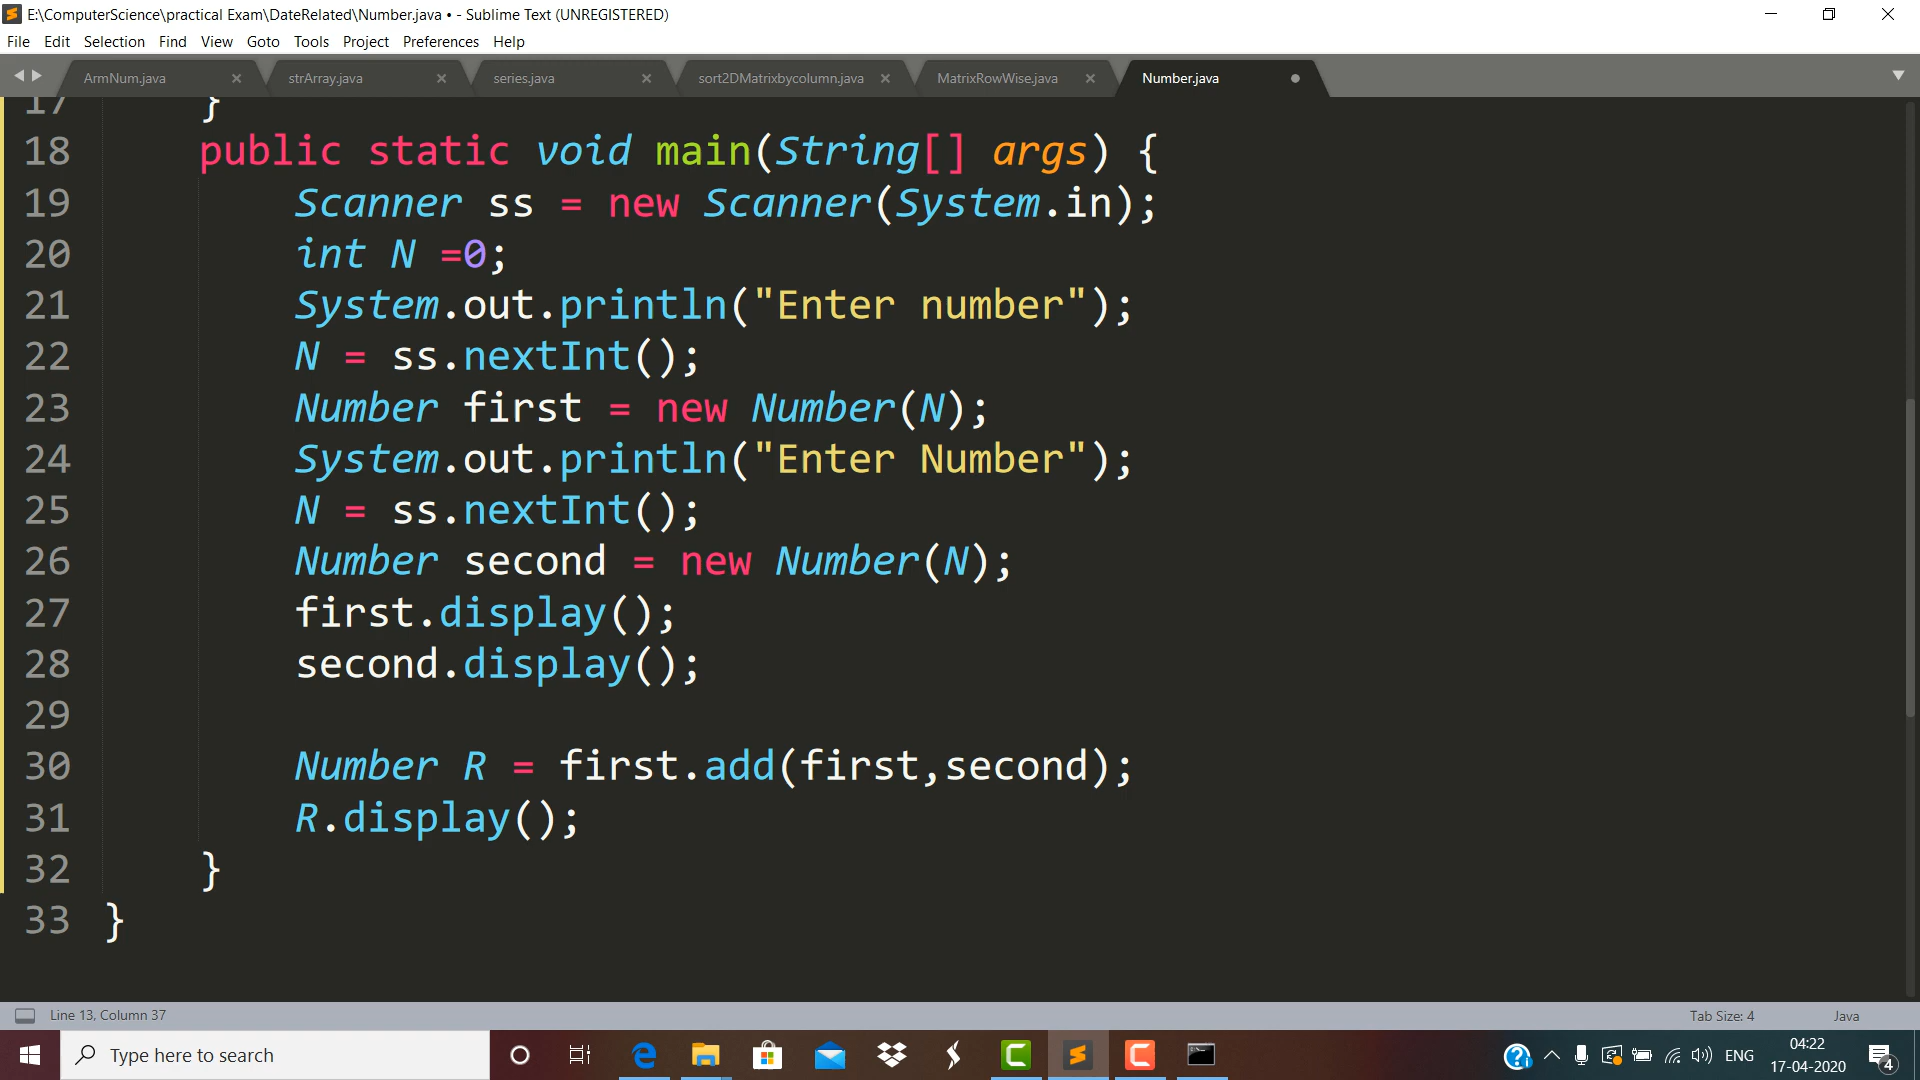 E:\ComputerScience\practical Exam\DateRelated\Number.java • - Sublime Text (UNREGISTERED)
File Edit Selection Find View Goto Tools Project Preferences Help
ArmNum.java strArray.java series.java sort2DMatrixbycolumn.java MatrixRowWise.java Number.java
17 }
18 public static void main(String[] args) {
19 Scanner ss = new Scanner(System.in);
20 int N =0;
21 System.out.println("Enter number");
22 N = ss.nextInt();
23 Number first = new Number(N);
24 System.out.println("Enter Number");
25 N = ss.nextInt();
26 Number second = new Number(N);
27 first.display();
28 second.display();
29
30 Number R = first.add(first,second);
31 R.display();
32 }
33 }
Line 13, Column 37 Tab Size: 4 Java
Type here to search ENG 04:22
17-04-2020 4